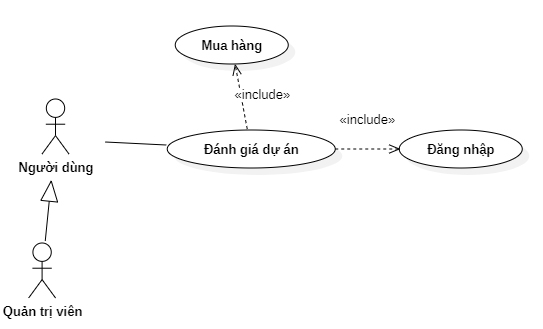 Mua hàng
«include»
«include»
Người dùng
Đánh giá dự án
Đăng nhập
Quản trị viên